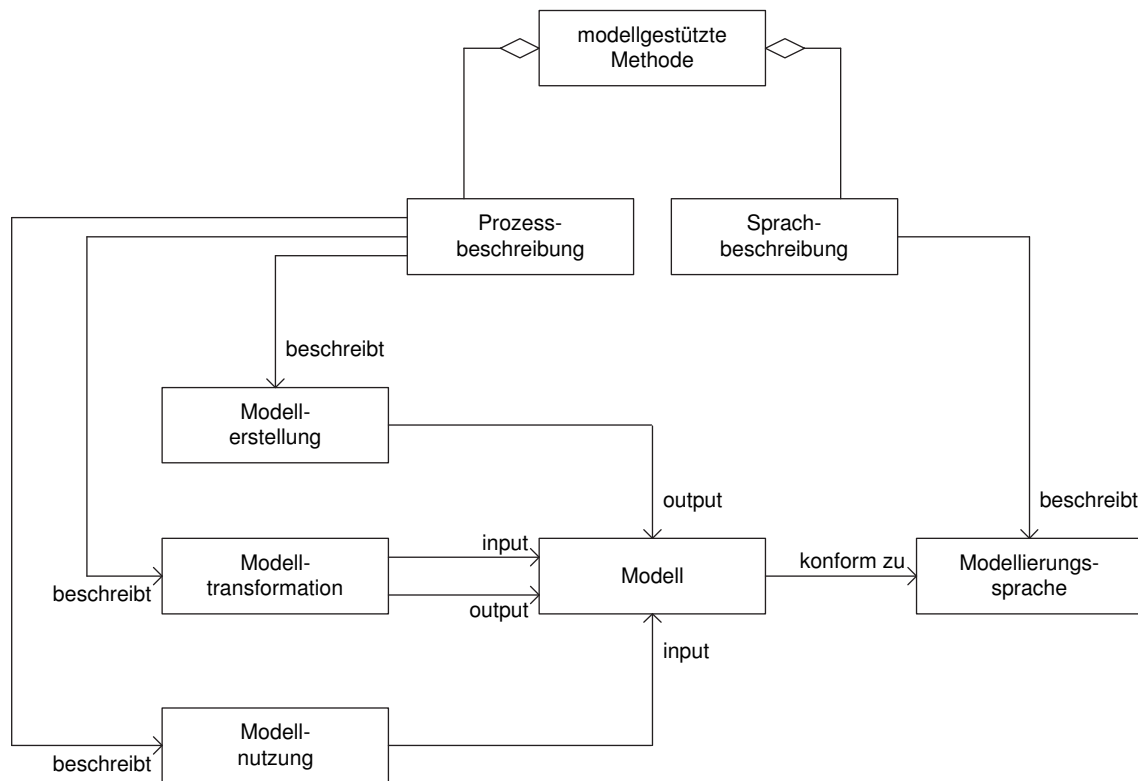 modellgestützte
Methode
Prozess-
beschreibung
Sprach-
beschreibung
beschreibt
Modell-
erstellung
output
beschreibt
input
Modell-
transformation
Modell
konform zu
Modellierungs-
sprache
beschreibt
output
input
Modell-
nutzung
beschreibt